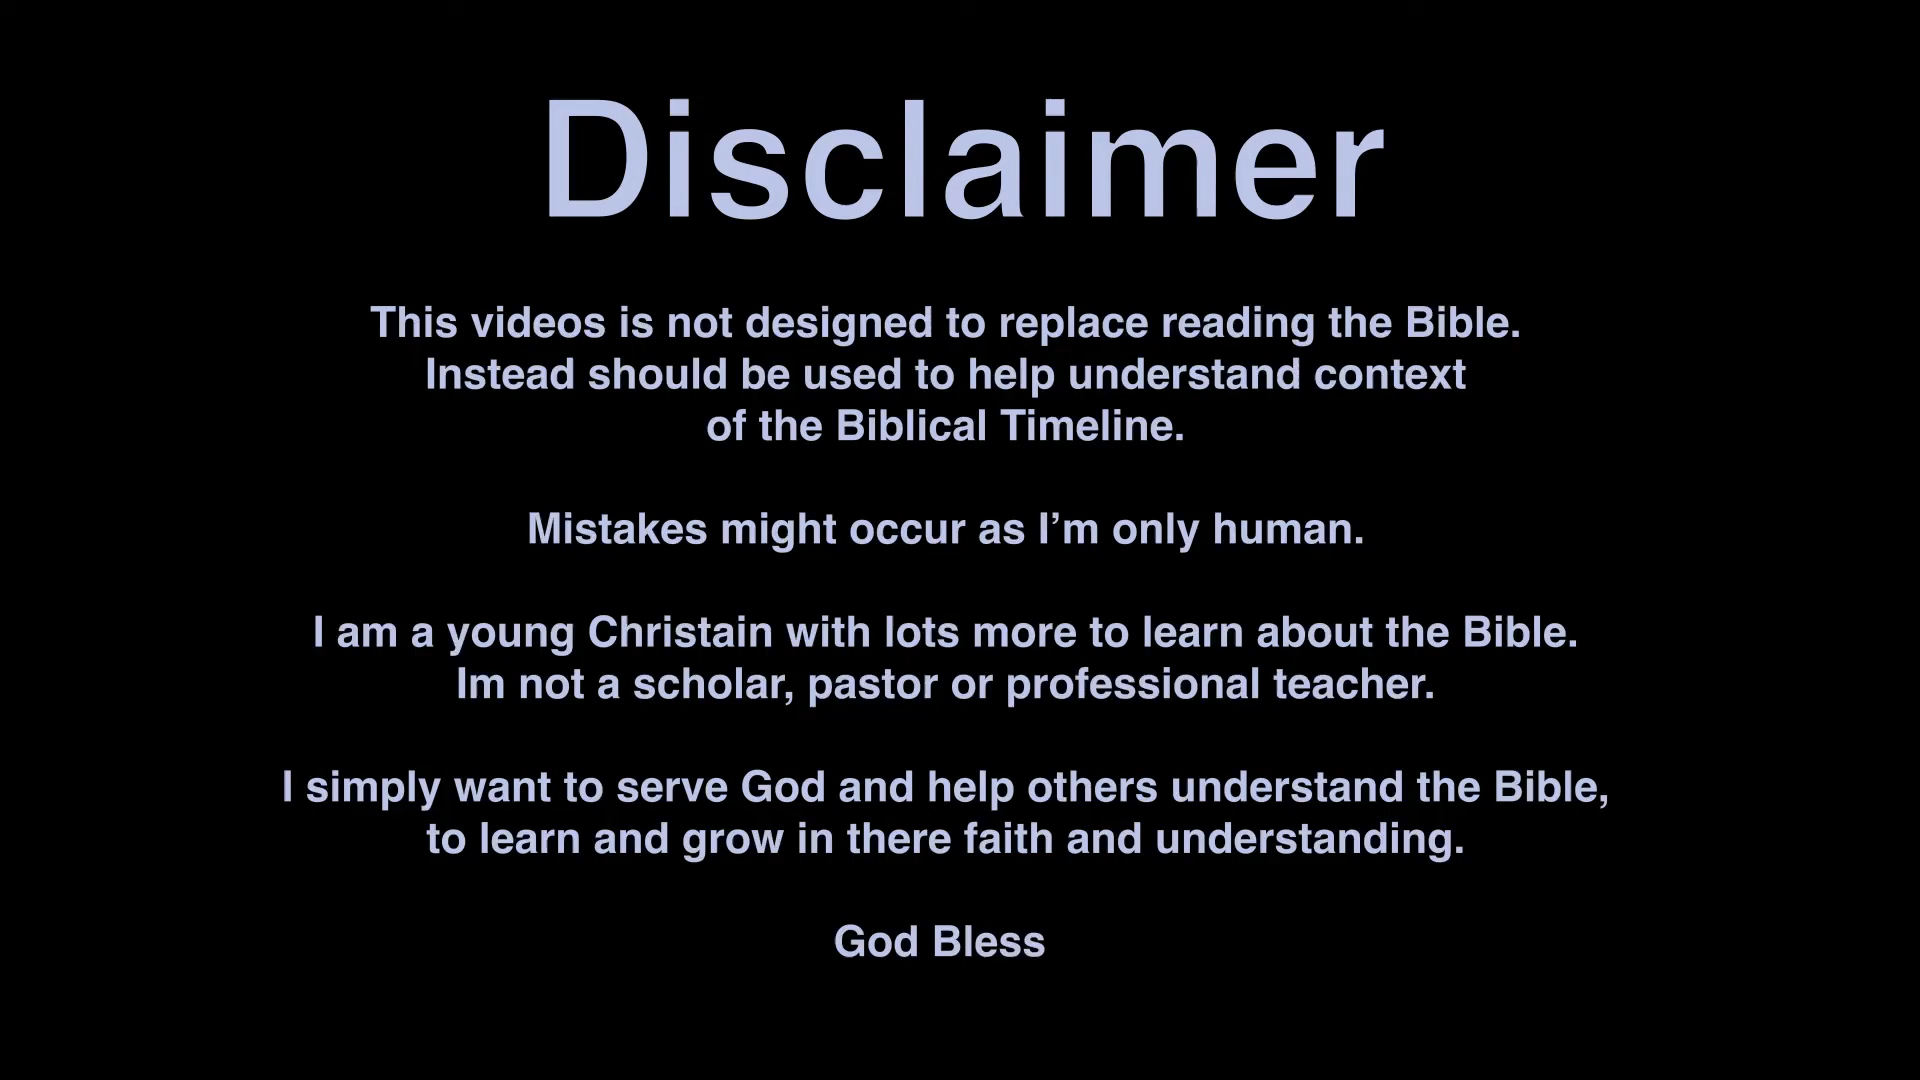 Disclaimer
This videos is not designed to replace reading the Bible.
Instead should be used to help understand context
of the Biblical Timeline.
Mistakes might occur as I’m only human.
I am a young Christain with lots more to learn about the Bible.
Im not a scholar, pastor or professional teacher.
I simply want to serve God and help others understand the Bible,
to learn and grow in there faith and understanding.
God Bless